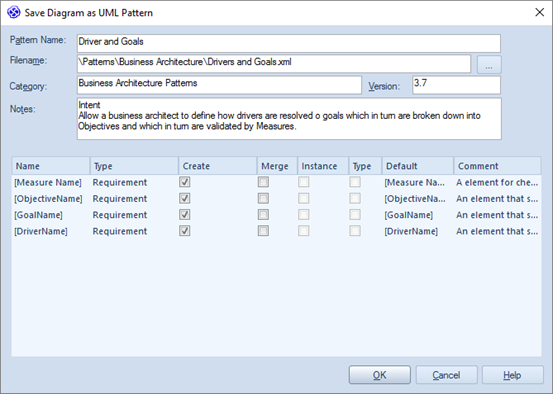 Save Diagram as UML Pattern
Pattern Name: Driver and Goals
Filename: \Patterns\Business Architecture\Drivers and Goals.xml ...
Category: Business Architecture Patterns Version: 3.7
Notes: Intent
Allow a business architect to define how drivers are resolved o goals which in turn are broken down into
Objectives and which in turn are validated by Measures.
Name Type Create Merge Instance Type Default Comment
[Measure Name] Requirement [Measure Na... A element for che...
[ObjectiveName] Requirement [ObjectiveNa... An element that s...
[GoalName] Requirement [GoalName] An element that s...
[DriverName] Requirement [DriverName] An element that s...
OK Cancel Help